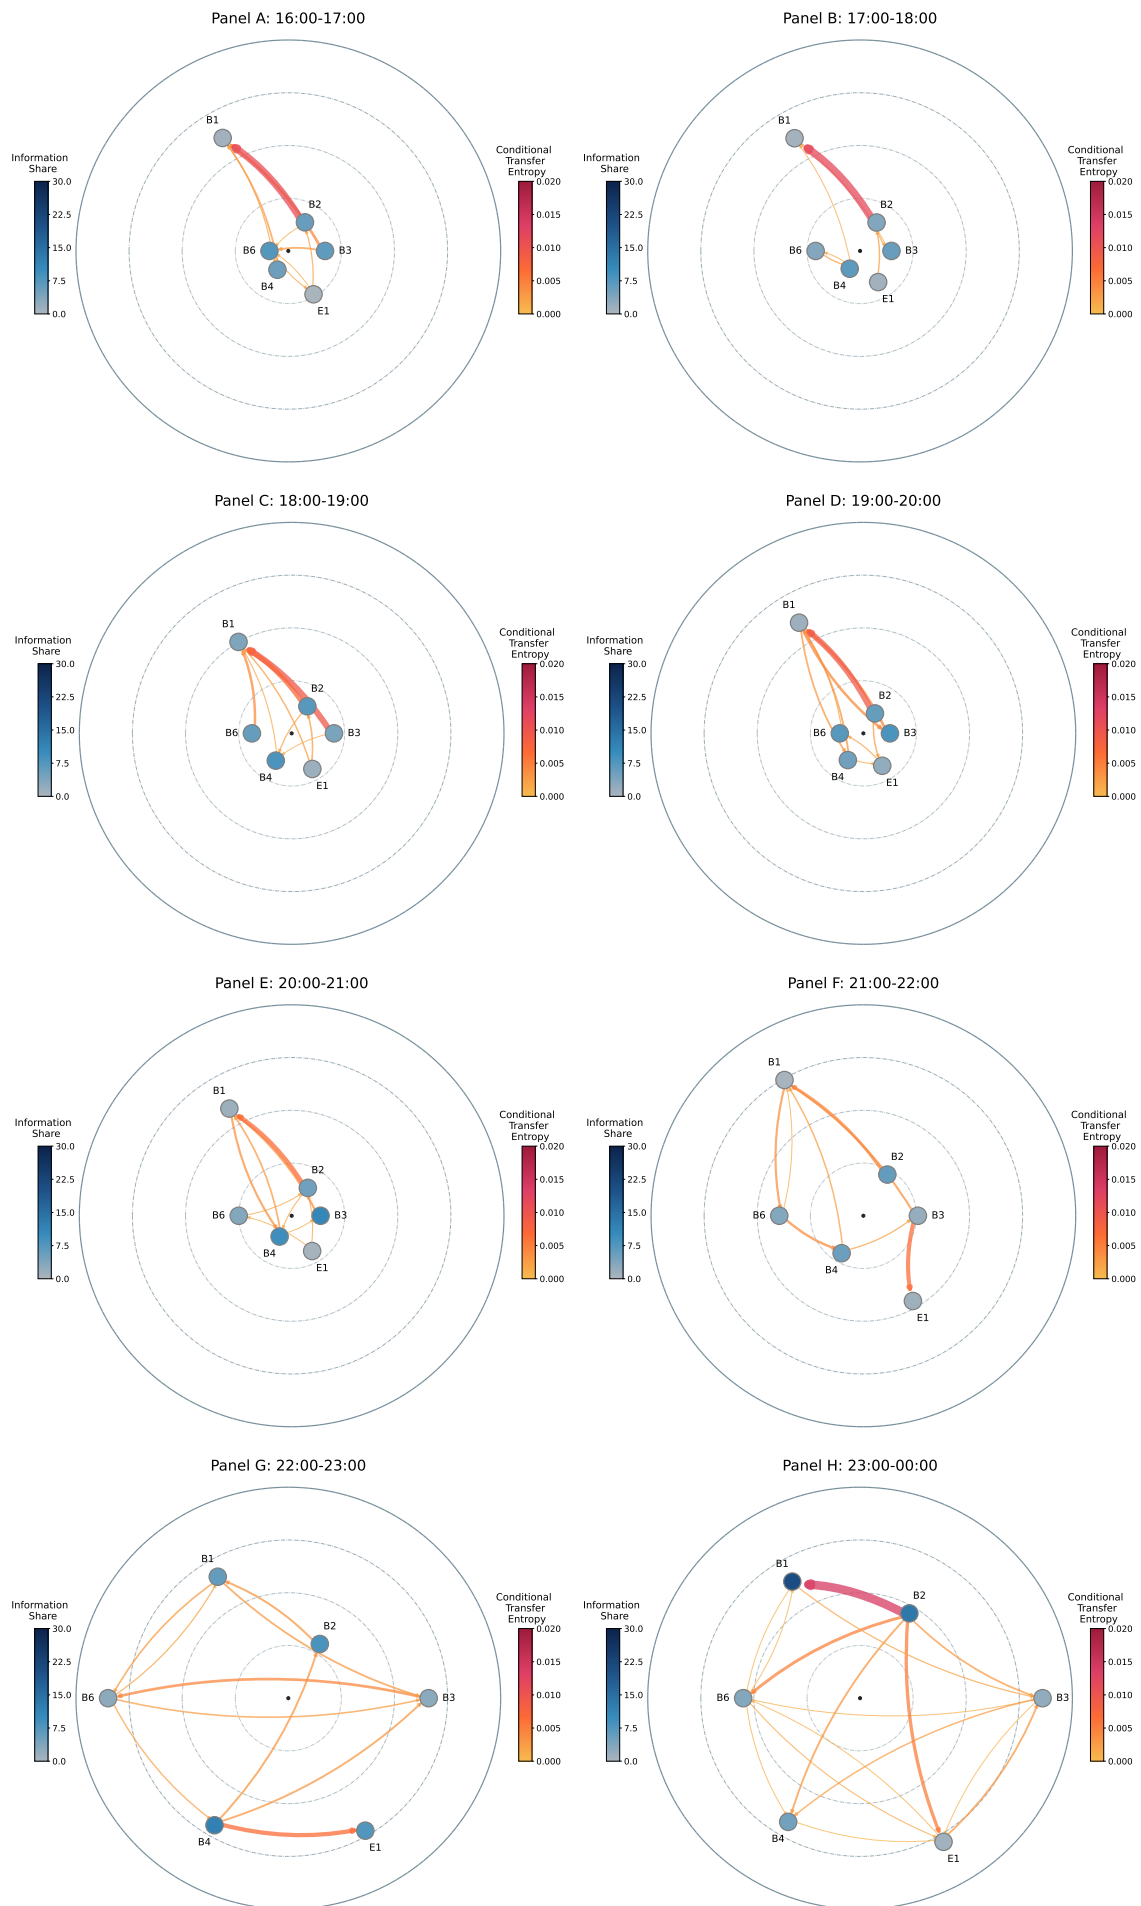 Panel A: 16:00-17:00
B1
B2
B6
B3
B4
E1
Information
Share
30.0
22.5
15.0
7.5
0.0
Conditional
Transfer
Entropy
0.020
0.015
0.010
0.005
0.000
Panel B: 17:00-18:00
B1
B2
B6
B3
B4
E1
Information
Share
30.0
22.5
15.0
7.5
0.0
Conditional
Transfer
Entropy
0.020
0.015
0.010
0.005
0.000
Panel C: 18:00-19:00
B1
B2
B6
B3
B4
E1
Information
Share
30.0
22.5
15.0
7.5
0.0
Conditional
Transfer
Entropy
0.020
0.015
0.010
0.005
0.000
Panel D: 19:00-20:00
B1
B2
B6
B3
B4
E1
Information
Share
30.0
22.5
15.0
7.5
0.0
Conditional
Transfer
Entropy
0.020
0.015
0.010
0.005
0.000
Panel E: 20:00-21:00
B1
B2
B6
B3
B4
E1
Information
Share
30.0
22.5
15.0
7.5
0.0
Conditional
Transfer
Entropy
0.020
0.015
0.010
0.005
0.000
Panel F: 21:00-22:00
B1
B2
B6
B3
B4
E1
Information
Share
30.0
22.5
15.0
7.5
0.0
Conditional
Transfer
Entropy
0.020
0.015
0.010
0.005
0.000
Panel G: 22:00-23:00
B1
B2
B6
B3
B4
E1
Information
Share
30.0
22.5
15.0
7.5
0.0
Conditional
Transfer
Entropy
0.020
0.015
0.010
0.005
0.000
Panel H: 23:00-00:00
B1
B2
B6
B3
B4
E1
Information
Share
30.0
22.5
15.0
7.5
0.0
Conditional
Transfer
Entropy
0.020
0.015
0.010
0.005
0.000